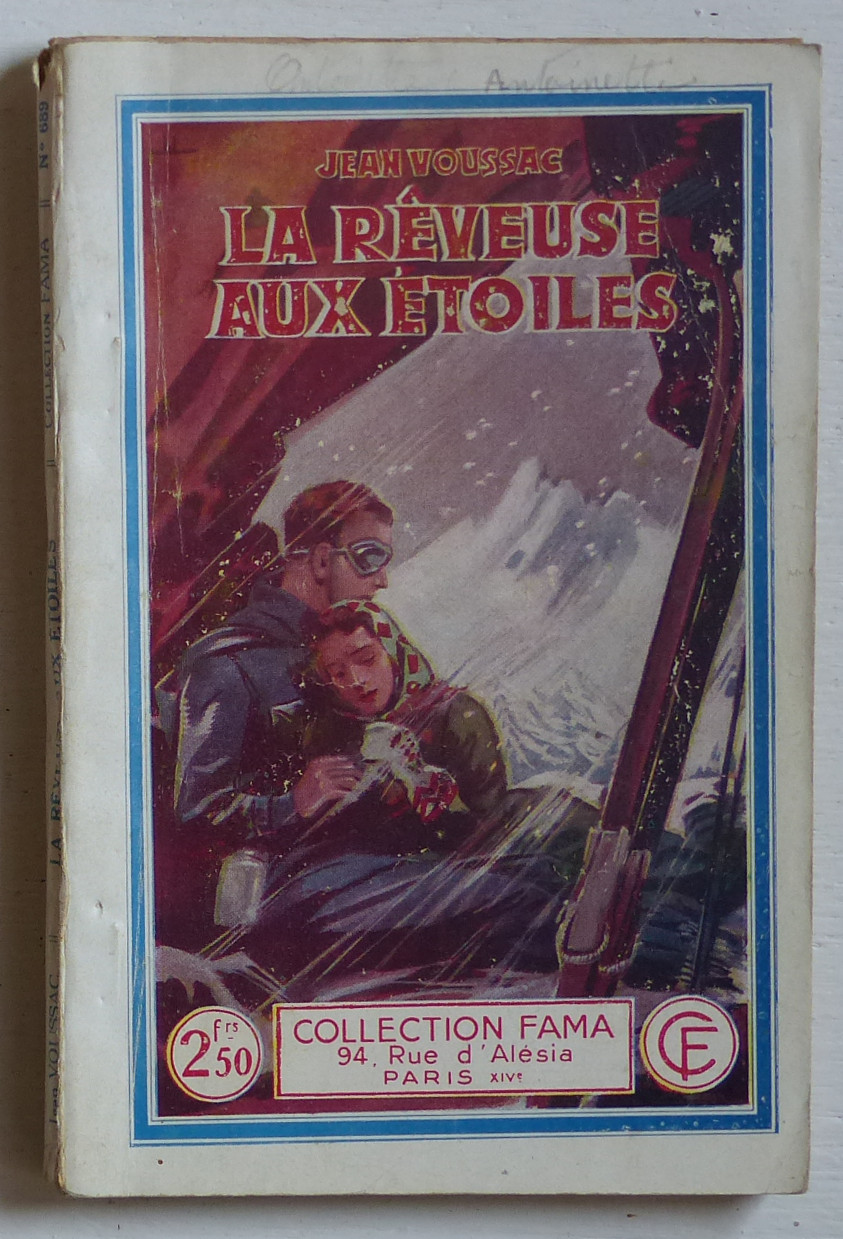 Antoinette
JEAN VOUSSAC
LA RÊVEUSE
AUX ÉTOILES
2 frs 50
COLLECTION FAMA
94, Rue d'Alésia
PARIS XIVe
CF
Jean VOUSSAC || LA RÊVEUSE AUX ÉTOILES || COLLECTION FAMA || N° 689